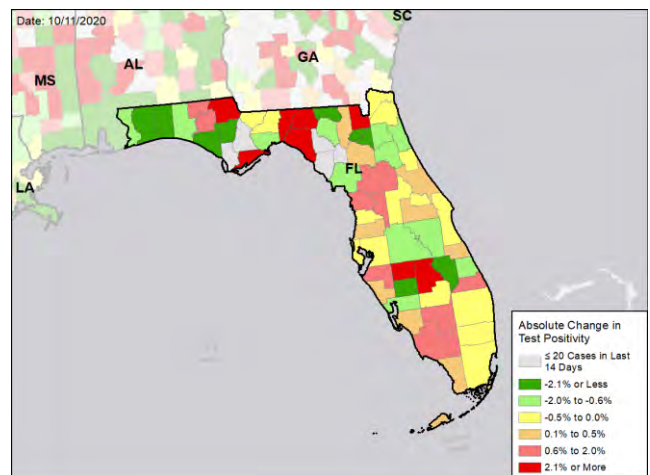 Date: 10/11/2020
SC
MS
AL
GA
LA
FL
Absolute Change in
Test Positivity
≤ 20 Cases in Last
14 Days
-2.1% or Less
-2.0% to -0.6%
-0.5% to 0.0%
0.1% to 0.5%
0.6% to 2.0%
2.1% or More